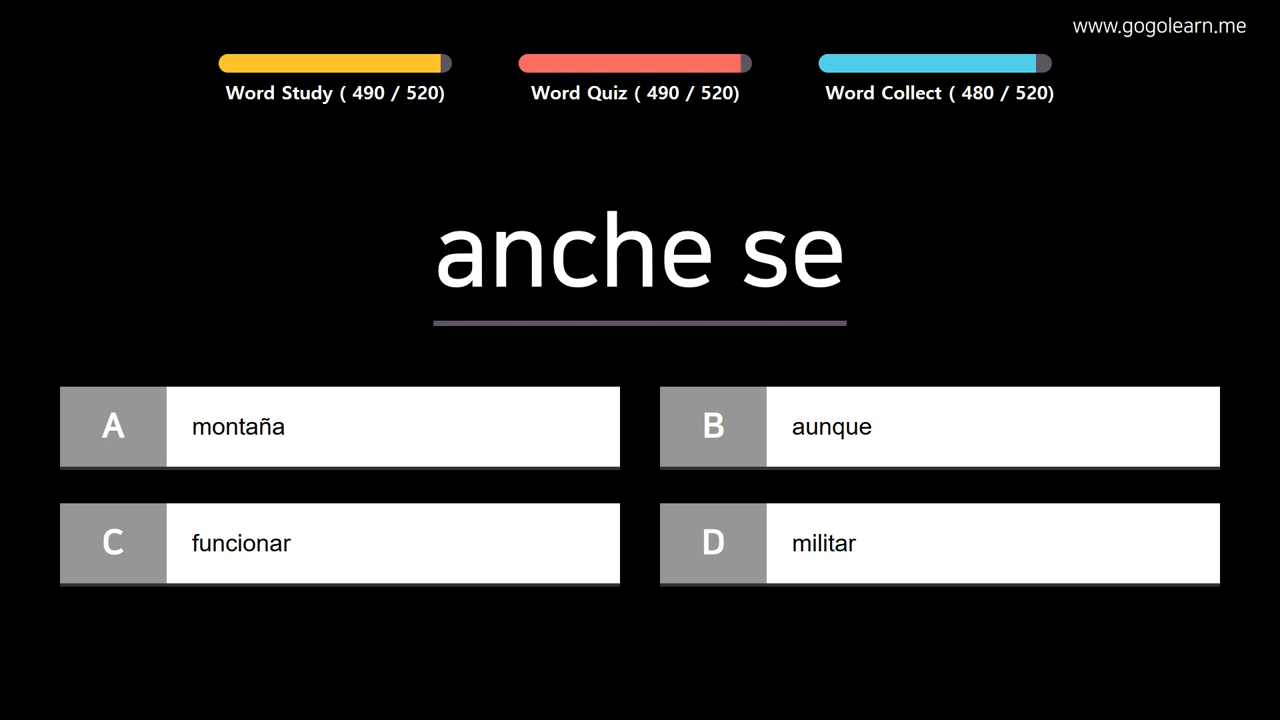 www.gogolearn.me
Word Study ( 490 / 520)
Word Quiz ( 490 / 520)
Word Collect ( 480 / 520)
anche se
A montaña
B aunque
C funcionar
D militar